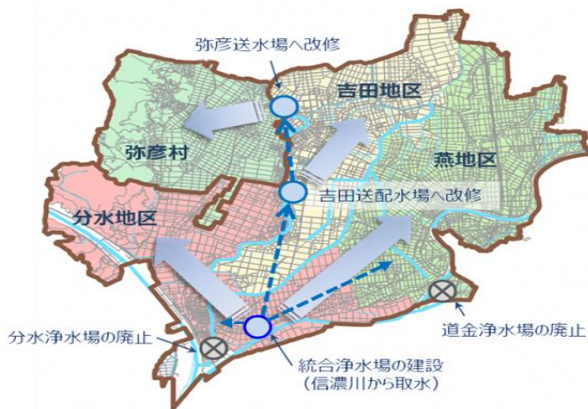 弥彦送水場へ改修
吉田地区
弥彦村
燕地区
吉田送配水場へ改修
分水地区
分水浄水場の廃止
道金浄水場の廃止
統合浄水場の建設
（信濃川から取水）